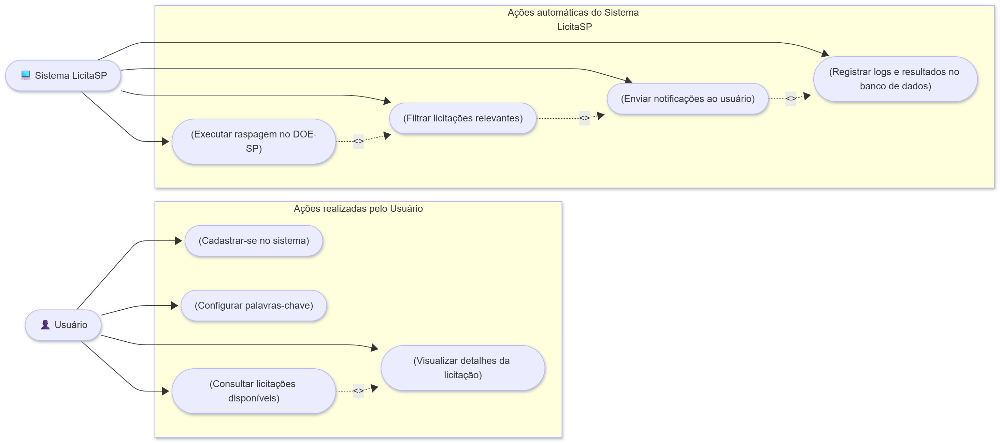 Ações automáticas do Sistema
LicitaSP
Sistema LicitaSP
(Registrar logs e resultados no
banco de dados)
(Enviar notificações ao usuário)
<>
(Filtrar licitações relevantes)
<>
(Executar raspagem no DOE-
SP)
<>
Ações realizadas pelo Usuário
(Cadastrar-se no sistema)
(Configurar palavras-chave)
Usuário
(Visualizar detalhes da
licitação)
(Consultar licitações
disponíveis)
<>